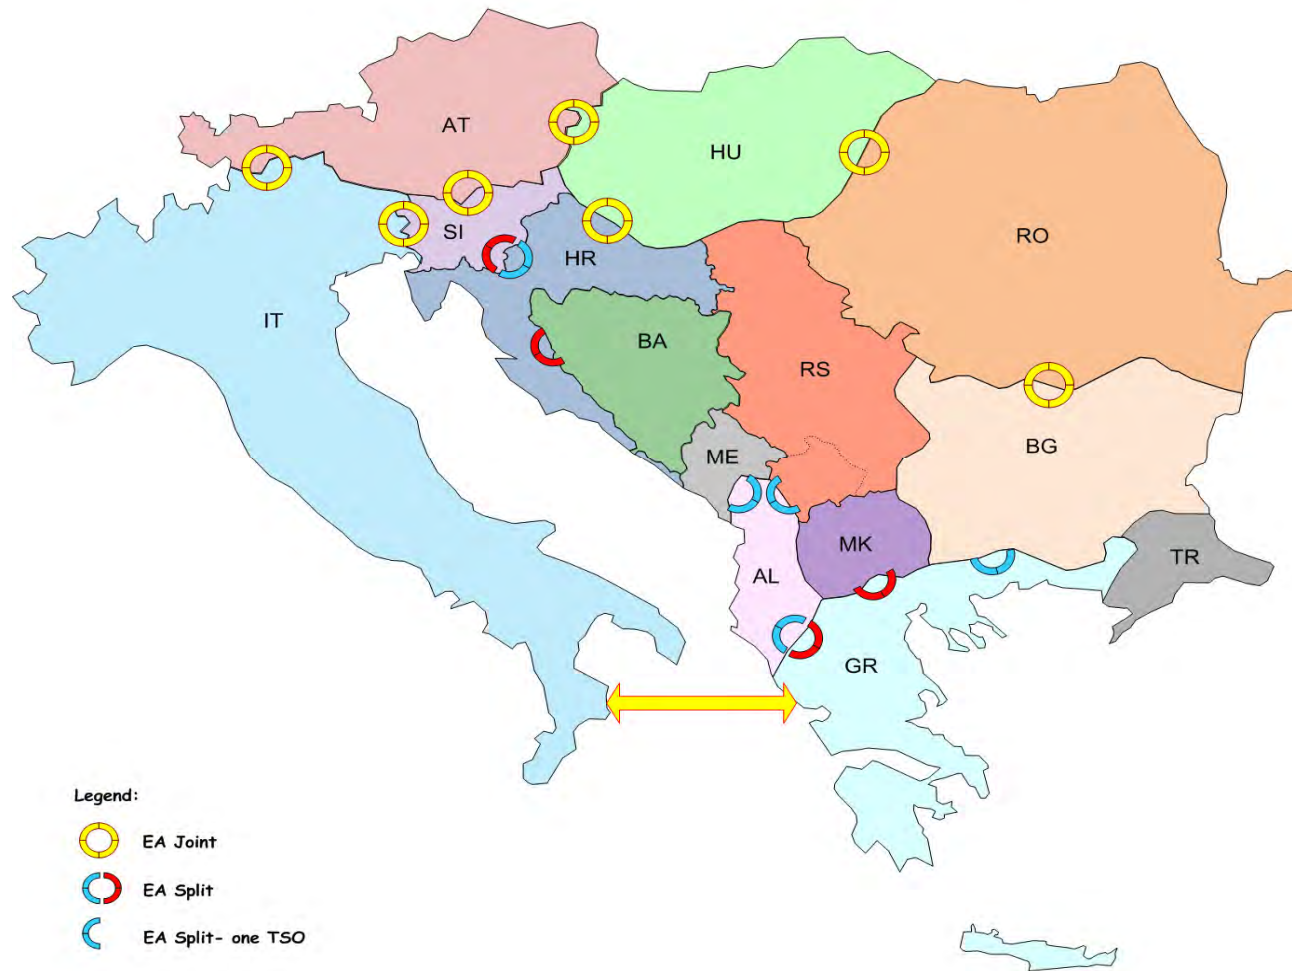 AT
HU
SI
HR
RO
IT
BA
RS
ME
BG
MK
TR
AL
GR
Legend:
EA Joint
EA Split
EA Split- one TSO